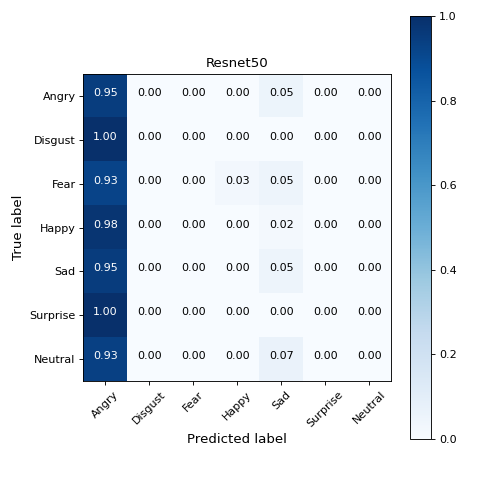 Resnet50
1.0
Angry 0.95 0.00 0.00 0.00 0.05 0.00 0.00
0.8
Disgust 1.00 0.00 0.00 0.00 0.00 0.00 0.00
Fear 0.93 0.00 0.00 0.03 0.05 0.00 0.00
0.6
True label
Happy 0.98 0.00 0.00 0.00 0.02 0.00 0.00
Sad 0.95 0.00 0.00 0.00 0.05 0.00 0.00
0.4
Surprise 1.00 0.00 0.00 0.00 0.00 0.00 0.00
0.2
Neutral 0.93 0.00 0.00 0.00 0.07 0.00 0.00
Angry Disgust Fear Happy Sad Surprise Neutral
Predicted label
0.0